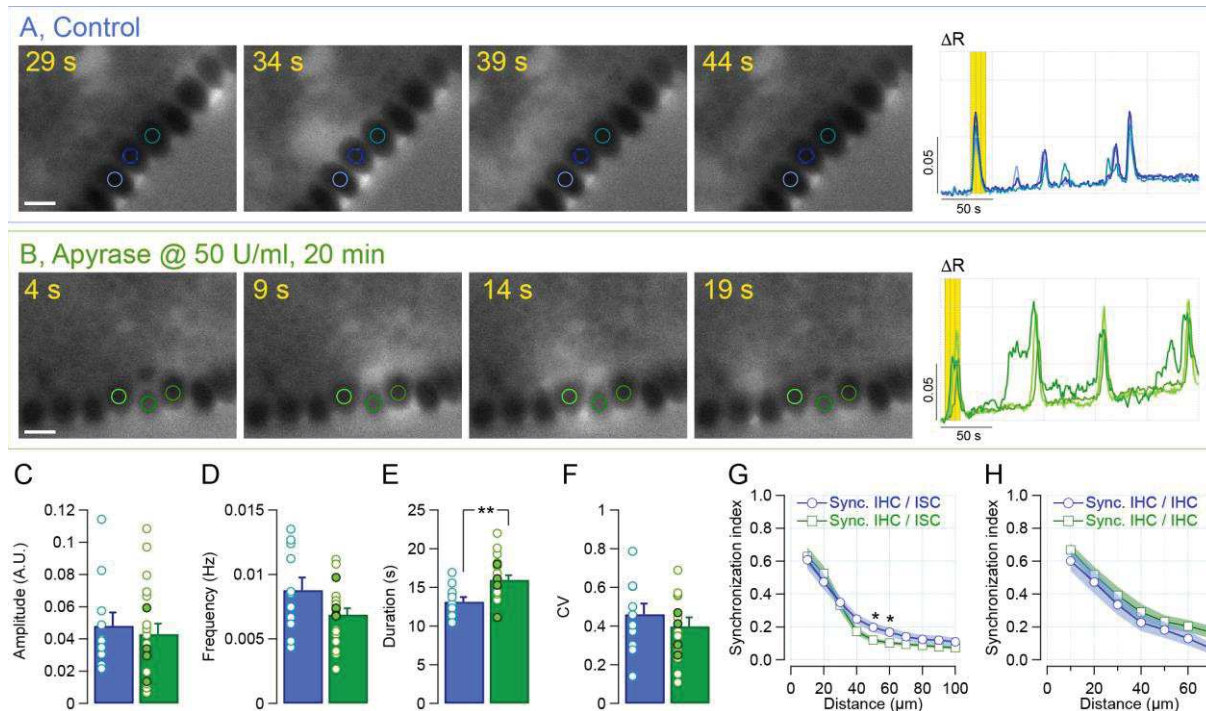 A, Control
29 s
34 s
39 s
44 s
ΔR
0.05
50 s
B, Apyrase @ 50 U/ml, 20 min
4 s
9 s
14 s
19 s
ΔR
0.05
50 s
C
Amplitude (A.U.)
0.12
0.1
0.08
0.06
0.04
0.02
0
D
Frequency (Hz)
0.015
0.01
0.005
0
E
Duration (s)
25
20
15
10
5
0
**
F
CV
1
0.8
0.6
0.4
0.2
0
G
Synchronization index
1.0
0.8
0.6
0.4
0.2
0.0
Sync. IHC / ISC
Sync. IHC / ISC
* *
0 20 40 60 80 100
Distance (µm)
H
Synchronization index
1.0
0.8
0.6
0.4
0.2
0.0
Sync. IHC / IHC
Sync. IHC / IHC
0 20 40 60
Distance (µm)